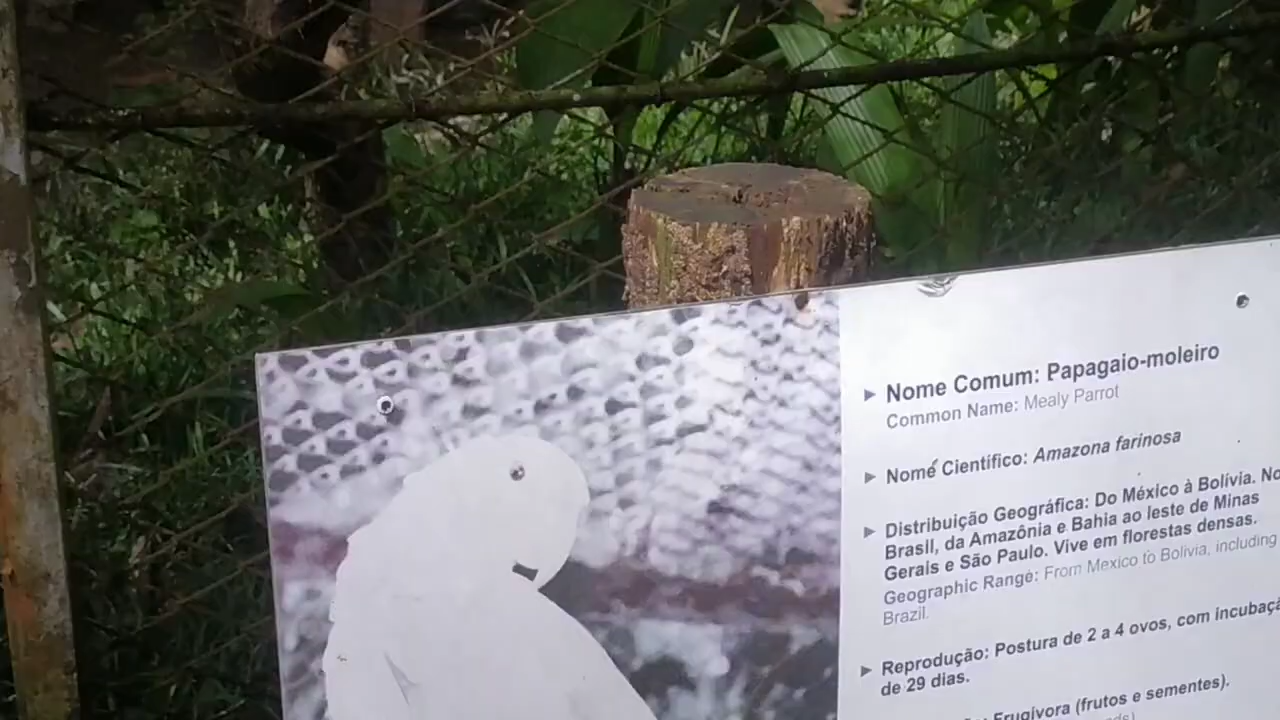 Nome Comum: Papagaio-moleiro
Common Name: Mealy Parrot
Nome Científico: Amazona farinosa
Distribuição Geográfica: Do México à Bolívia. No
Brasil, da Amazônia e Bahia ao leste de Minas
Gerais e São Paulo. Vive em florestas densas.
Geographic Range: From Mexico to Bolivia, including
Brazil.
Reprodução: Postura de 2 a 4 ovos, com incubaçã
de 29 dias.
Frugívora (frutos e sementes).